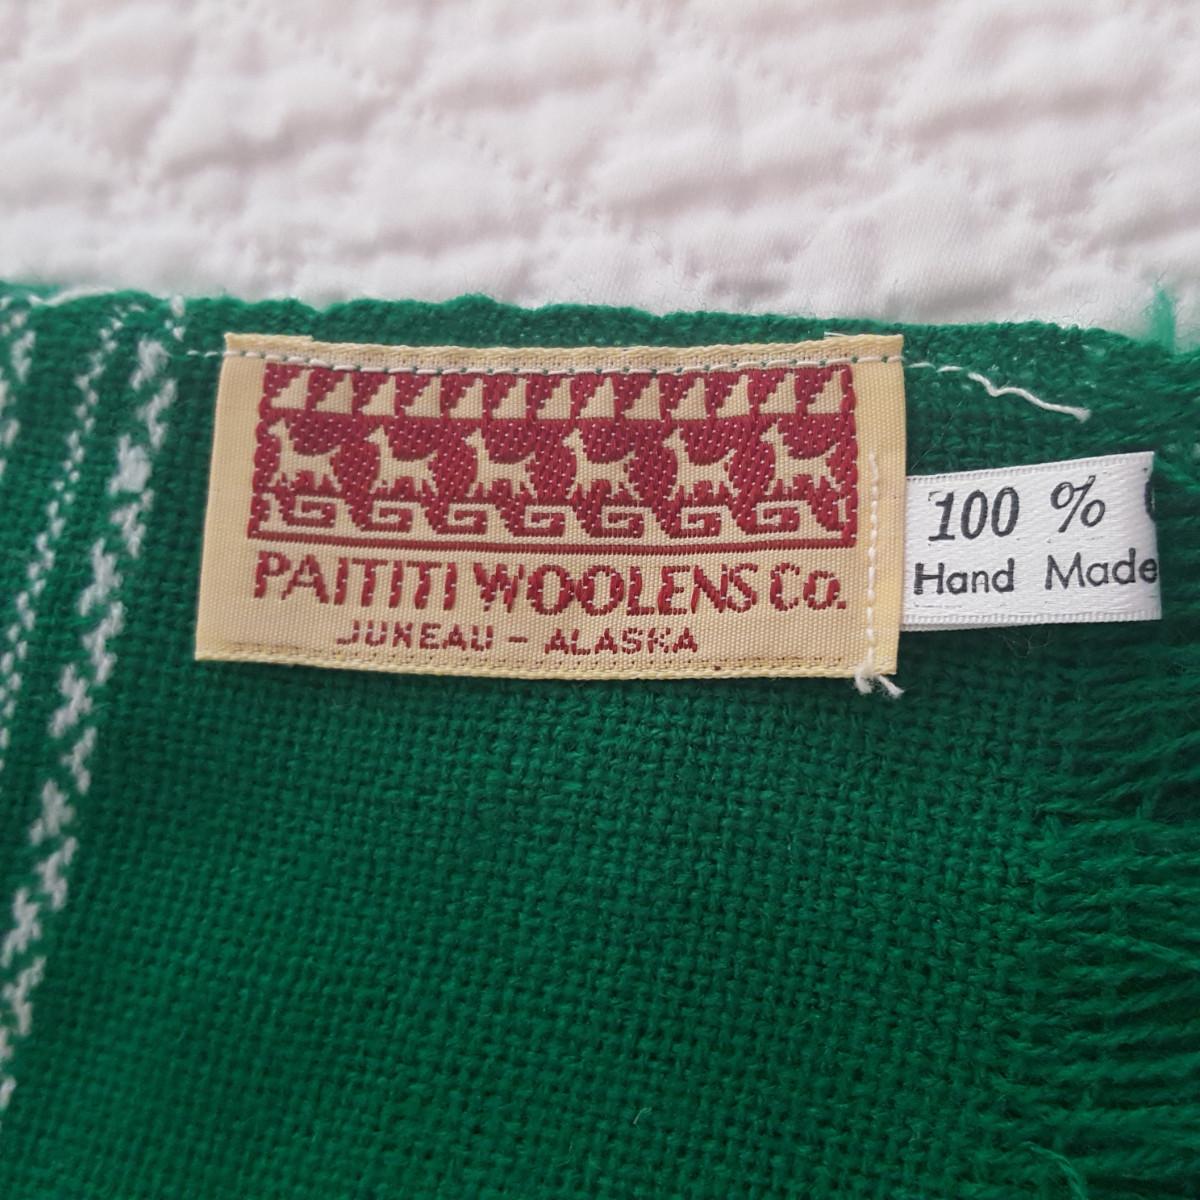 PAITITI WOOLENS CO.
JUNEAU - ALASKA
100 %
Hand Made